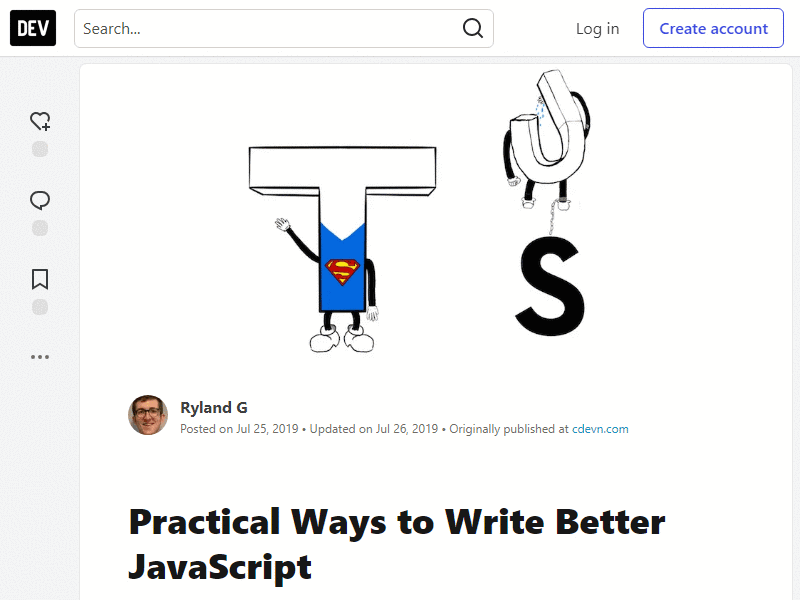 DEV
Search...
Log in
Create account
T
J
S
S
Ryland G
Posted on Jul 25, 2019 • Updated on Jul 26, 2019 • Originally published at cdevn.com
Practical Ways to Write Better
JavaScript